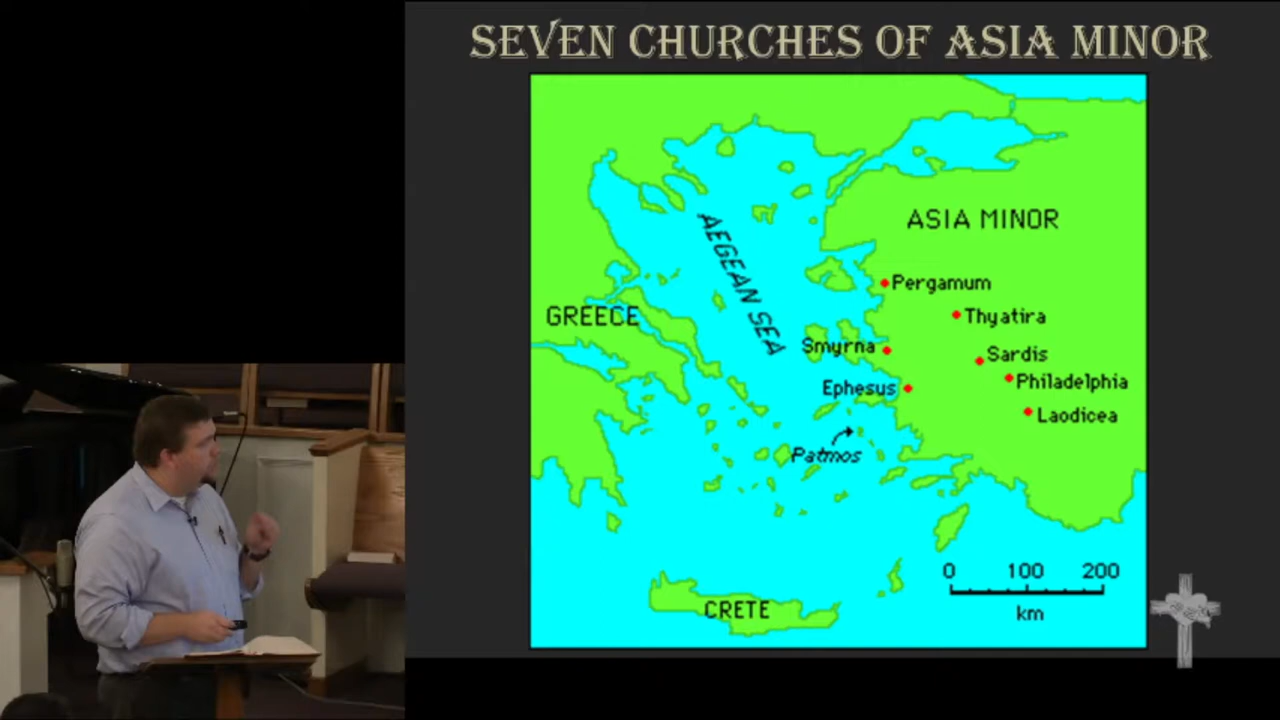 SEVEN CHURCHES OF ASIA MINOR
ASIA MINOR
AEGEAN SEA
Pergamum
GREECE
Thyatira
Smyrna
Sardis
Philadelphia
Ephesus
Laodicea
Patmos
0 100 200
km
CRETE